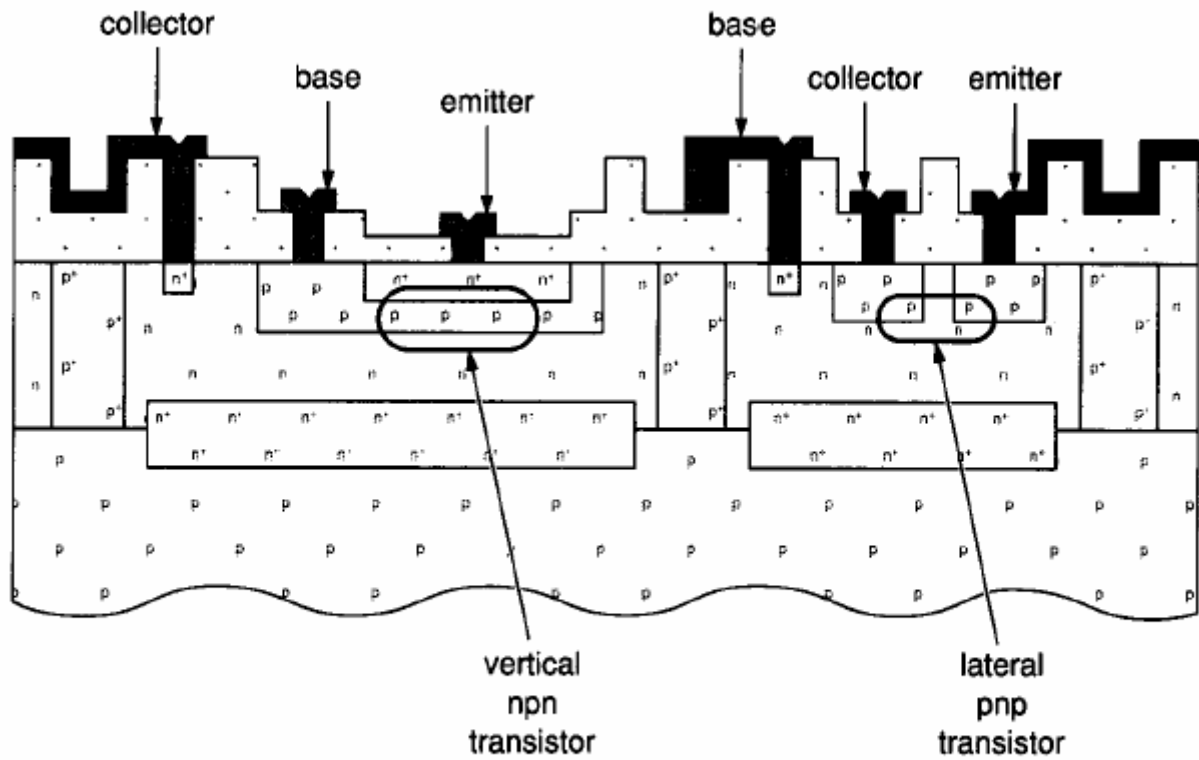 collector base
base collector emitter
emitter
p+ n+ n+ n+ n+ n+ p p p p p+
n p p n n n
p+ p p p p p p p p+ p p p p p+
n n n n n n n n n n
p+ n n n n n n p+ n n n p+
n n n
p+ n+ n+ n+ n+ n+ n+ n+ p+ n+ n+ n+ n+ p+
p n+ n+ n+ n+ n+ n+ p n+ n+ n+ n+ p
p p p p p p p p p p p p p p
p p p p p p p p p p p p p
p p p p p p p
vertical
npn
transistor
lateral
pnp
transistor